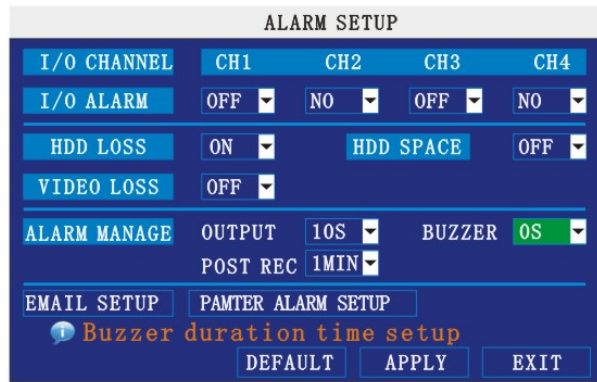 ALARM SETUP
I/O CHANNEL CH1 CH2 CH3 CH4
I/O ALARM OFF NO OFF NO
HDD LOSS ON HDD SPACE OFF
VIDEO LOSS OFF
ALARM MANAGE OUTPUT 10S BUZZER 0S
POST REC 1MIN
EMAIL SETUP PAMTER ALARM SETUP
Buzzer duration time setup
DEFAULT APPLY EXIT